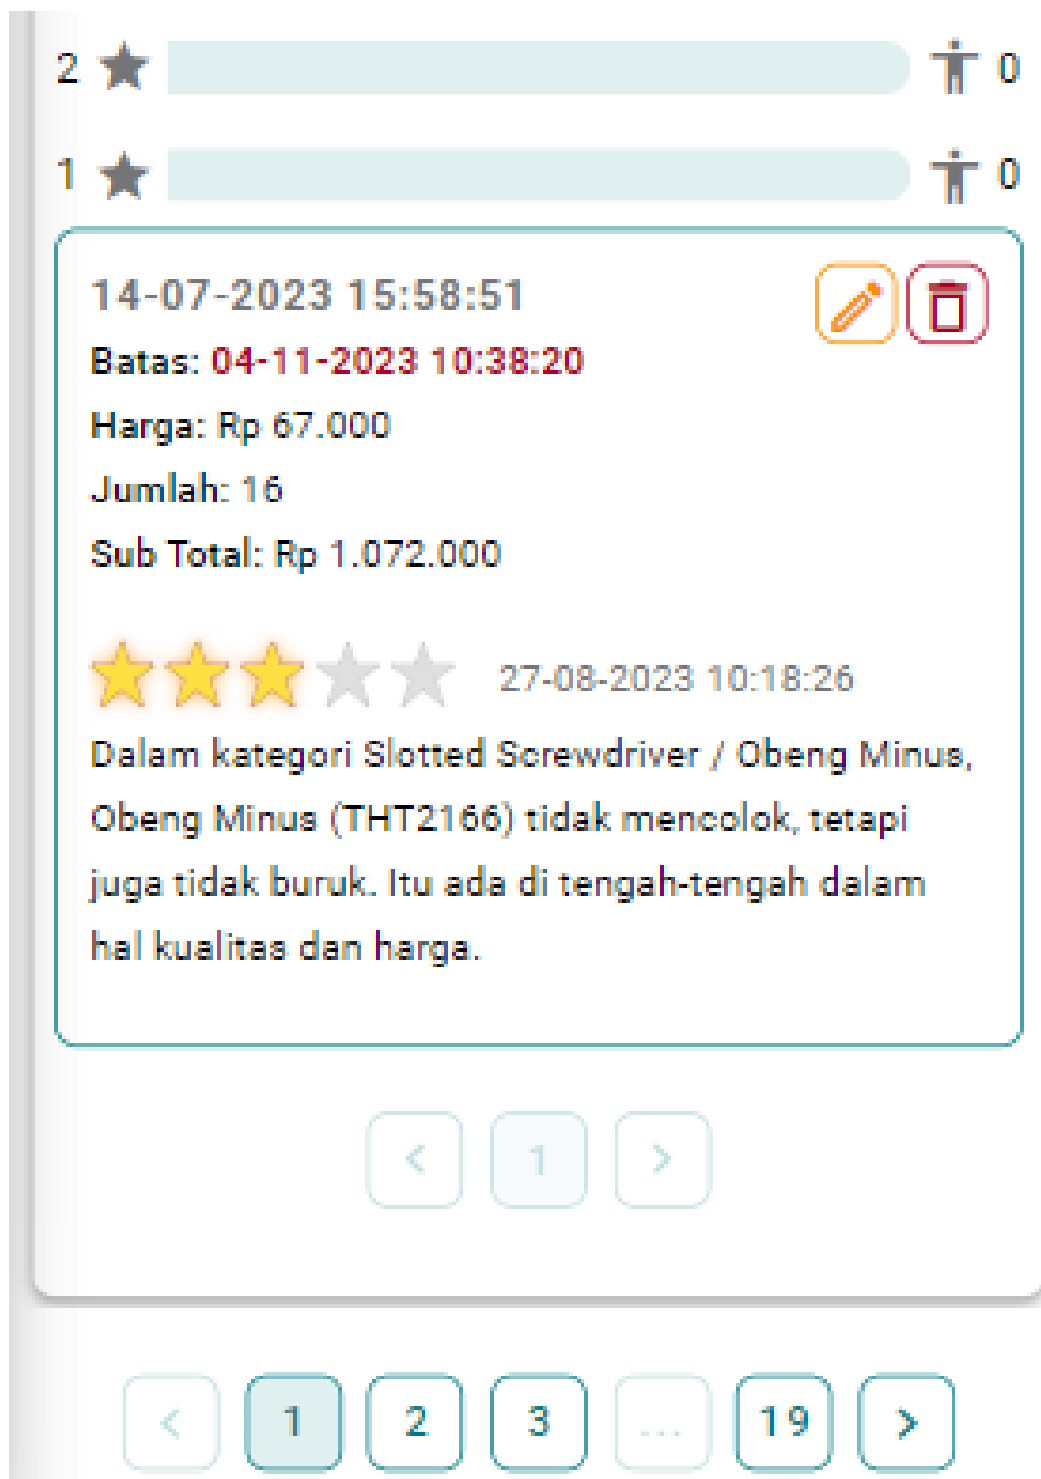 2 0
1 0
14-07-2023 15:58:51
Batas: 04-11-2023 10:38:20
Harga: Rp 67.000
Jumlah: 16
Sub Total: Rp 1.072.000
27-08-2023 10:18:26
Dalam kategori Slotted Screwdriver / Obeng Minus,
Obeng Minus (THT2166) tidak mencolok, tetapi
juga tidak buruk. Itu ada di tengah-tengah dalam
hal kualitas dan harga.
< 1 >
< 1 2 3 ... 19 >